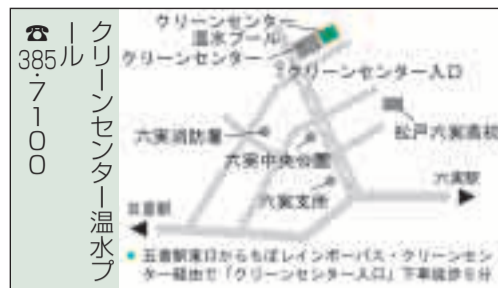 クリーンセンター温水プ
ール
☎
385・7100
クリーンセンター
温水プール
クリーンセンター
クリーンセンター入口
六実消防署
松戸六実高校
六実中央公園
六実駅
六実支所
五香駅
● 五香駅東口からちばレインボーバス・クリーンセン
ター経由で「クリーンセンター入口」下車徒歩5分